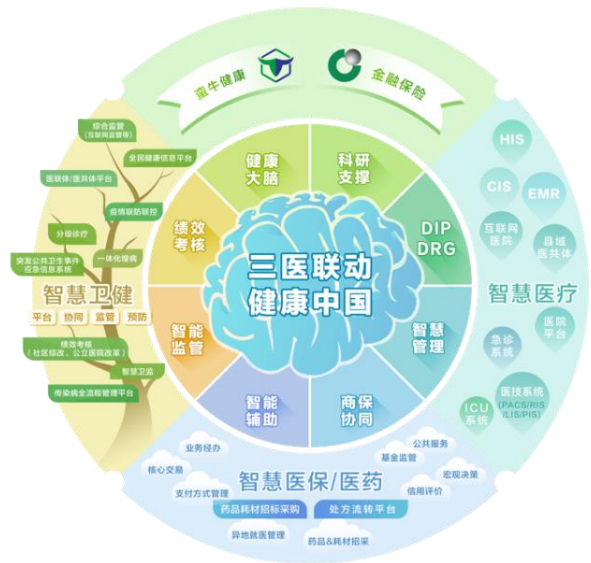 蛮牛健康
金融保险
综合监管
(互联网监管等)
全民健康信息平台
医联体/医共体平台
疫情联防联控
分级诊疗
突发公共卫生事件
应急信息系统
一体化慢病
智慧卫健
平台
协同
监管
预防
绩效考核
(社区综改,公立医院改革)
智慧卫监
传染病全流程管理平台
健康
大脑
科研
支撑
绩效
考核
DIP
DRG
三医联动
健康中国
智能
监管
智慧
管理
智能
辅助
商保
协同
HIS
CIS
EMR
互联网
医院
县域
医共体
智慧医疗
医院
平台
急诊
系统
医技系统
(PACS/RIS
/LIS/PIS)
ICU
系统
业务经办
核心交易
支付方式管理
智慧医保/医药
公共服务
基金监管
宏观决策
信用评价
药品耗材招标采购
处方流转平台
异地就医管理
药品&耗材招采